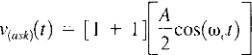 v(ask)(t) = [1 + 1][A/2 cos(ωct)]